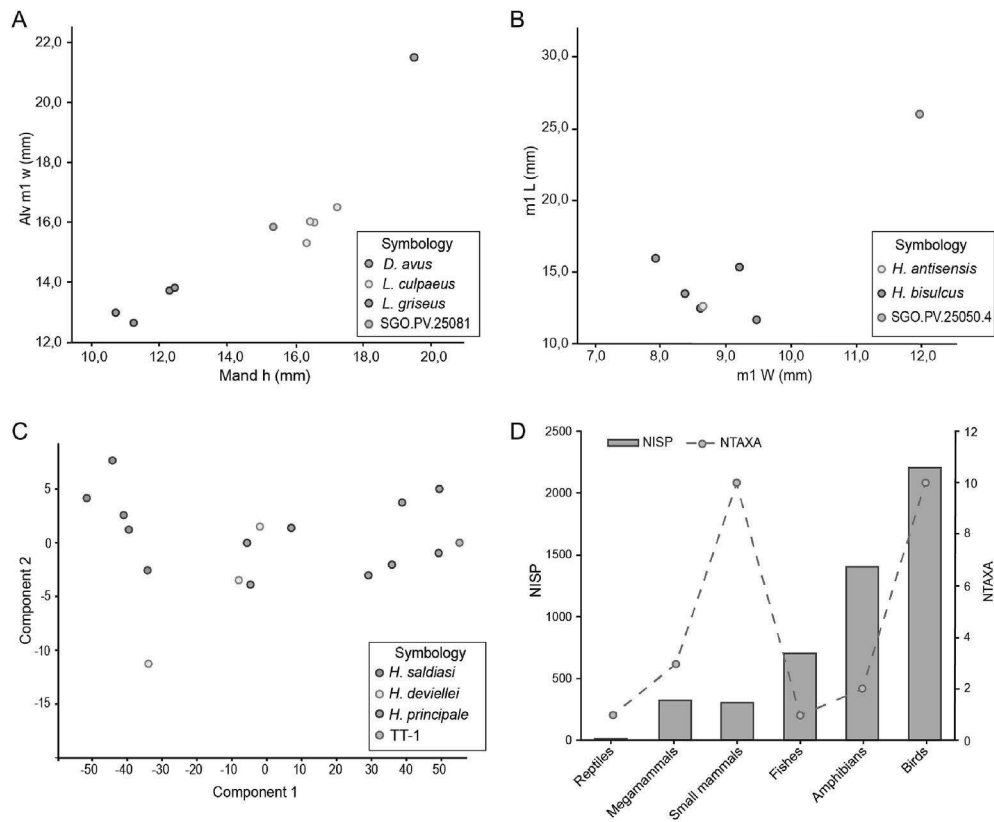 A
Alv m1 w (mm)
22,0
20,0
18,0
16,0
14,0
12,0
10,0
12,0
14,0
16,0
18,0
20,0
Mand h (mm)
Symbology
D. avus
L. culpaeus
L. griseus
SGO.PV.25081
B
m1 L (mm)
30,0
25,0
20,0
15,0
10,0
7,0
8,0
9,0
10,0
11,0
12,0
m1 W (mm)
Symbology
H. antisensis
H. bisulcus
SGO.PV.25050.4
C
Component 2
5
0
-5
-10
-15
-50
-40
-30
-20
-10
0
10
20
30
40
50
Component 1
Symbology
H. saldiasi
H. deviellei
H. principale
TT-1
D
NISP
NTAXA
NISP
2500
2000
1500
1000
500
0
NTAXA
12
10
8
6
4
2
0
Reptiles
Megamammals
Small mammals
Fishes
Amphibians
Birds